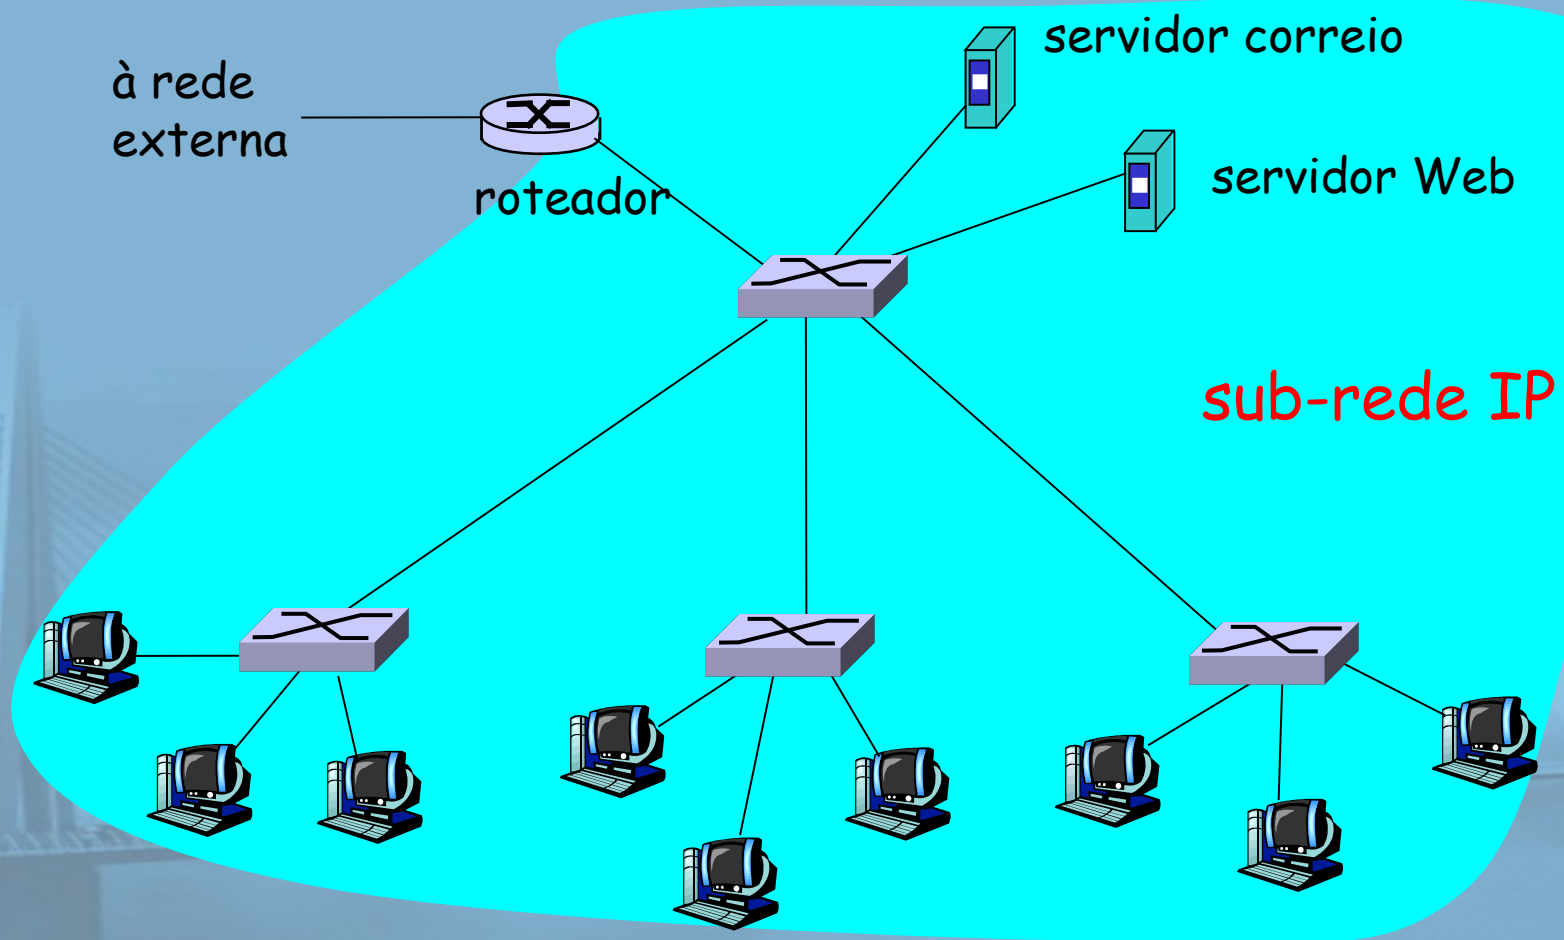 servidor correio
à rede
externa
servidor Web
roteador
sub-rede IP